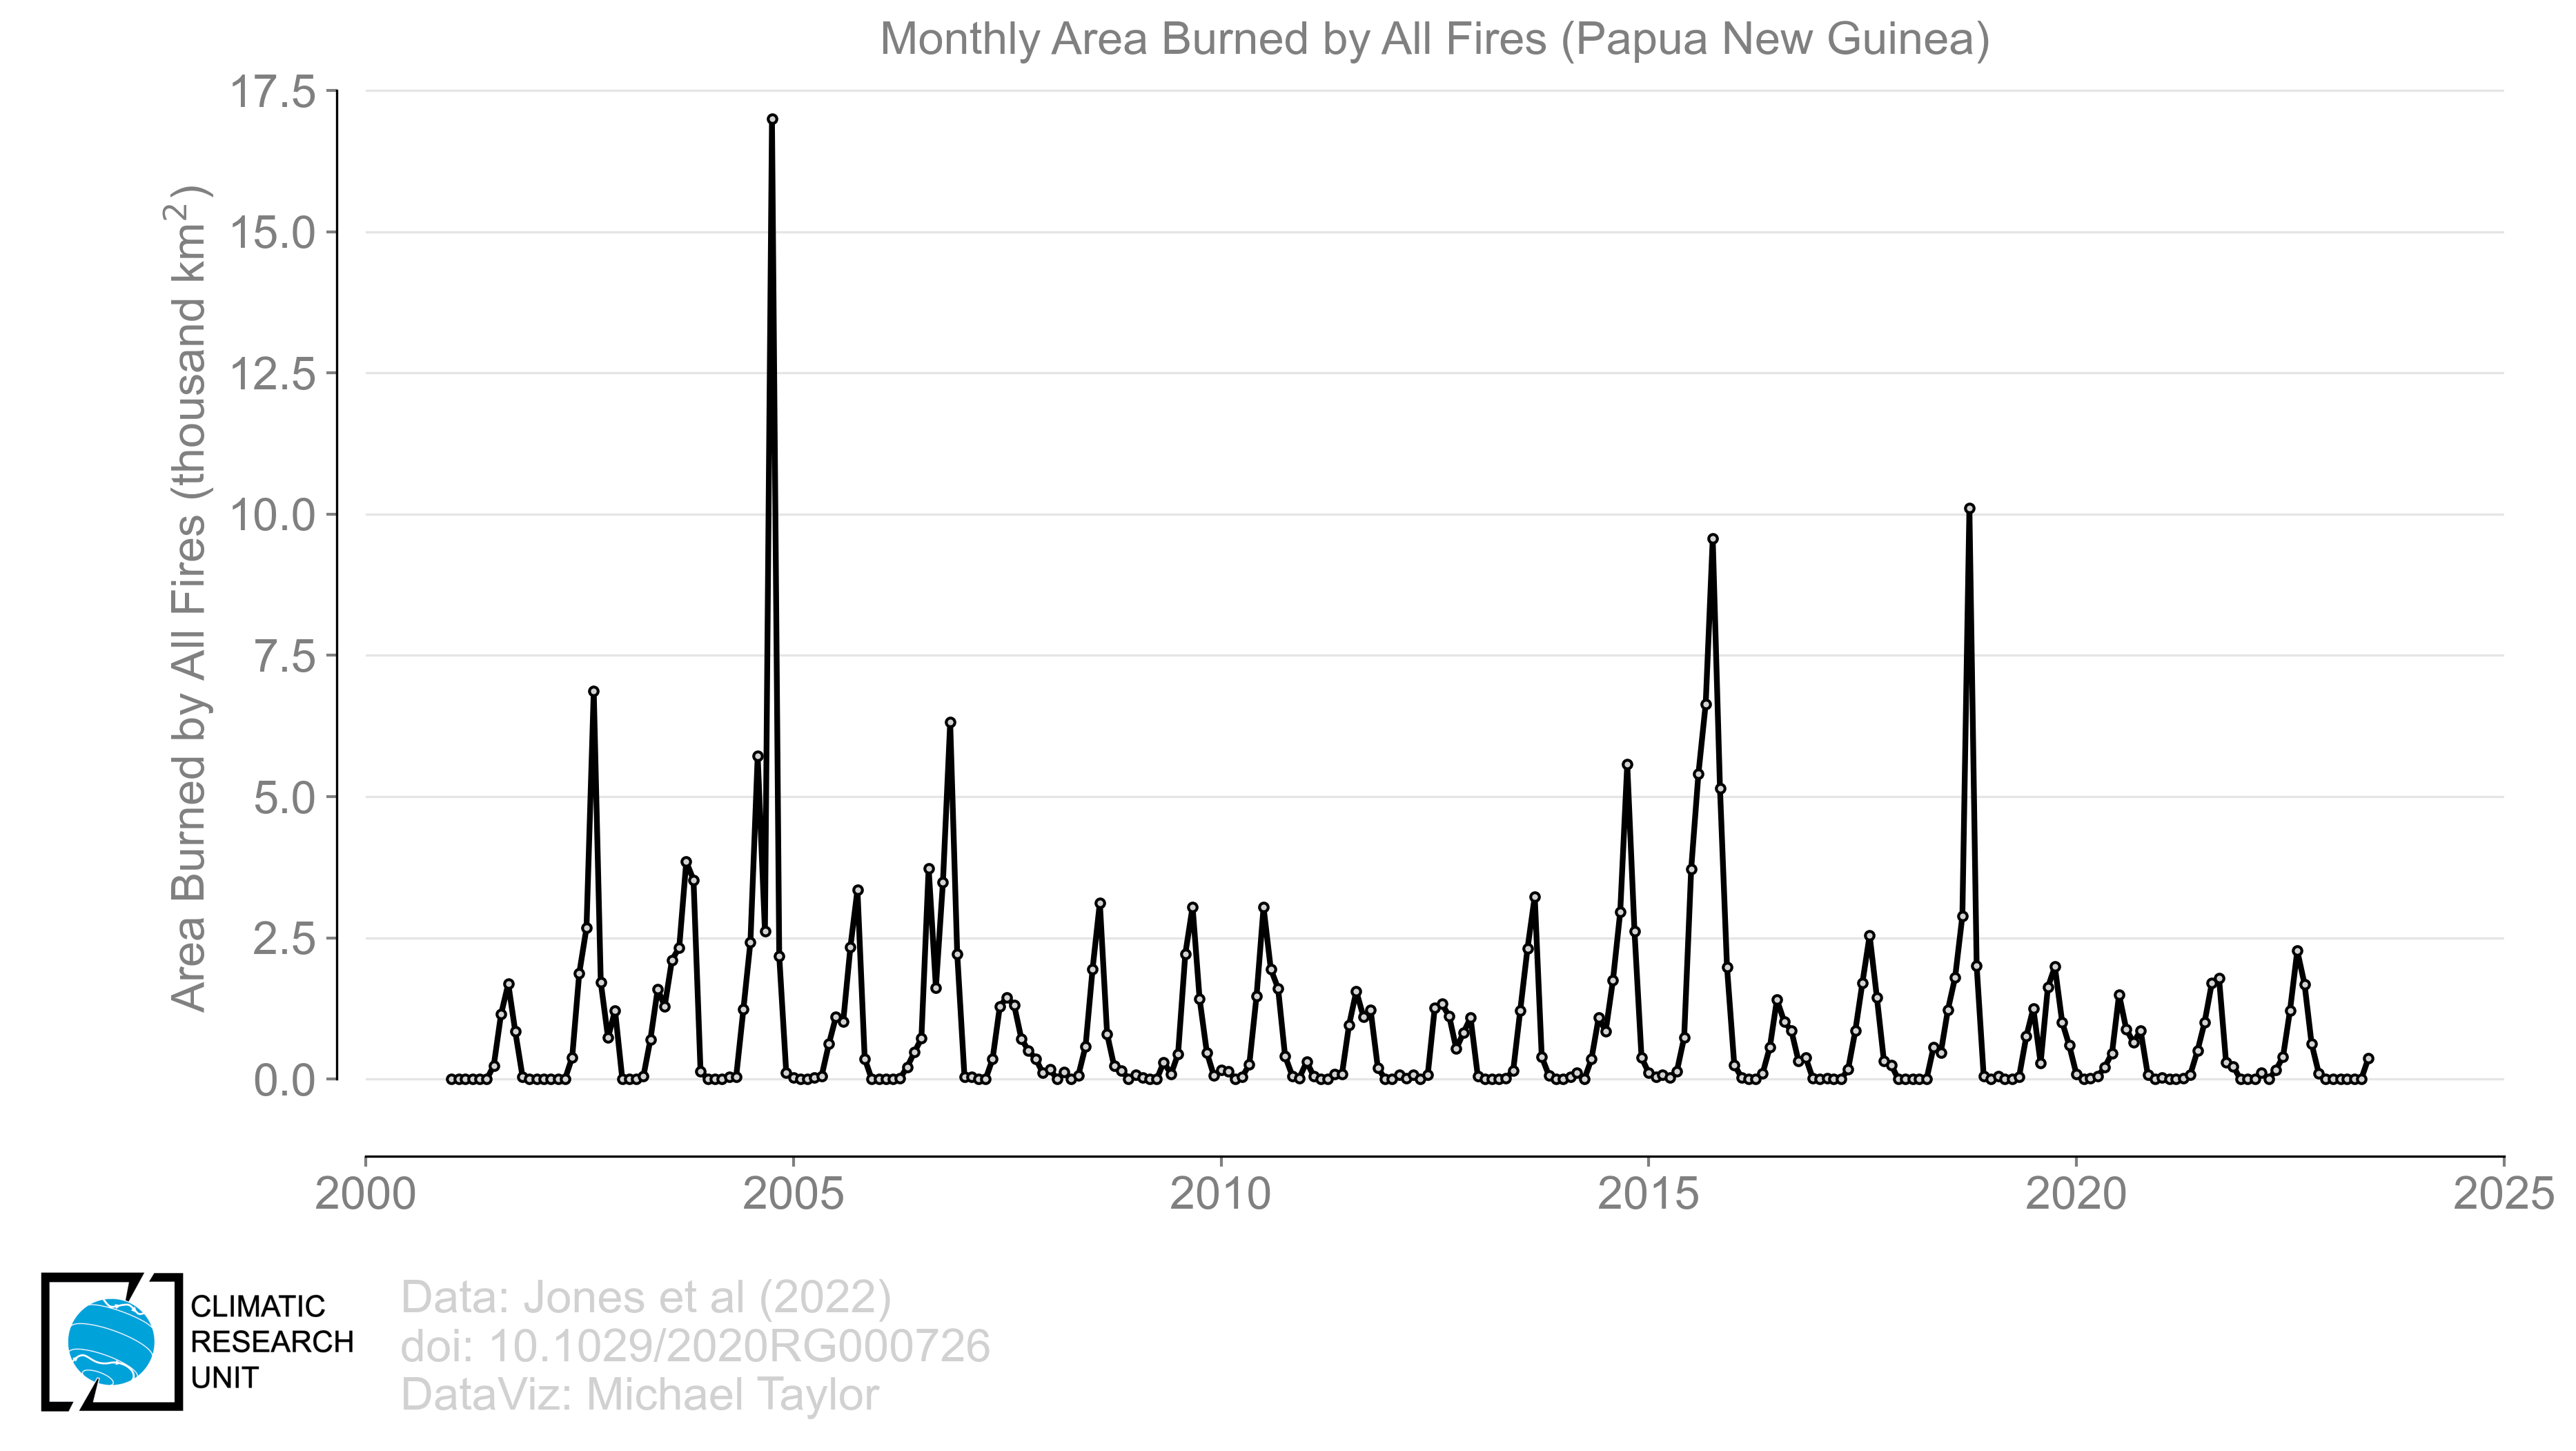 Monthly Area Burned by All Fires (Papua New Guinea)
Area Burned by All Fires (thousand km²)
17.5
15.0
12.5
10.0
7.5
5.0
2.5
0.0
2000 2005 2010 2015 2020 2025
CLIMATIC
RESEARCH
UNIT
Data: Jones et al (2022)
doi: 10.1029/2020RG000726
DataViz: Michael Taylor